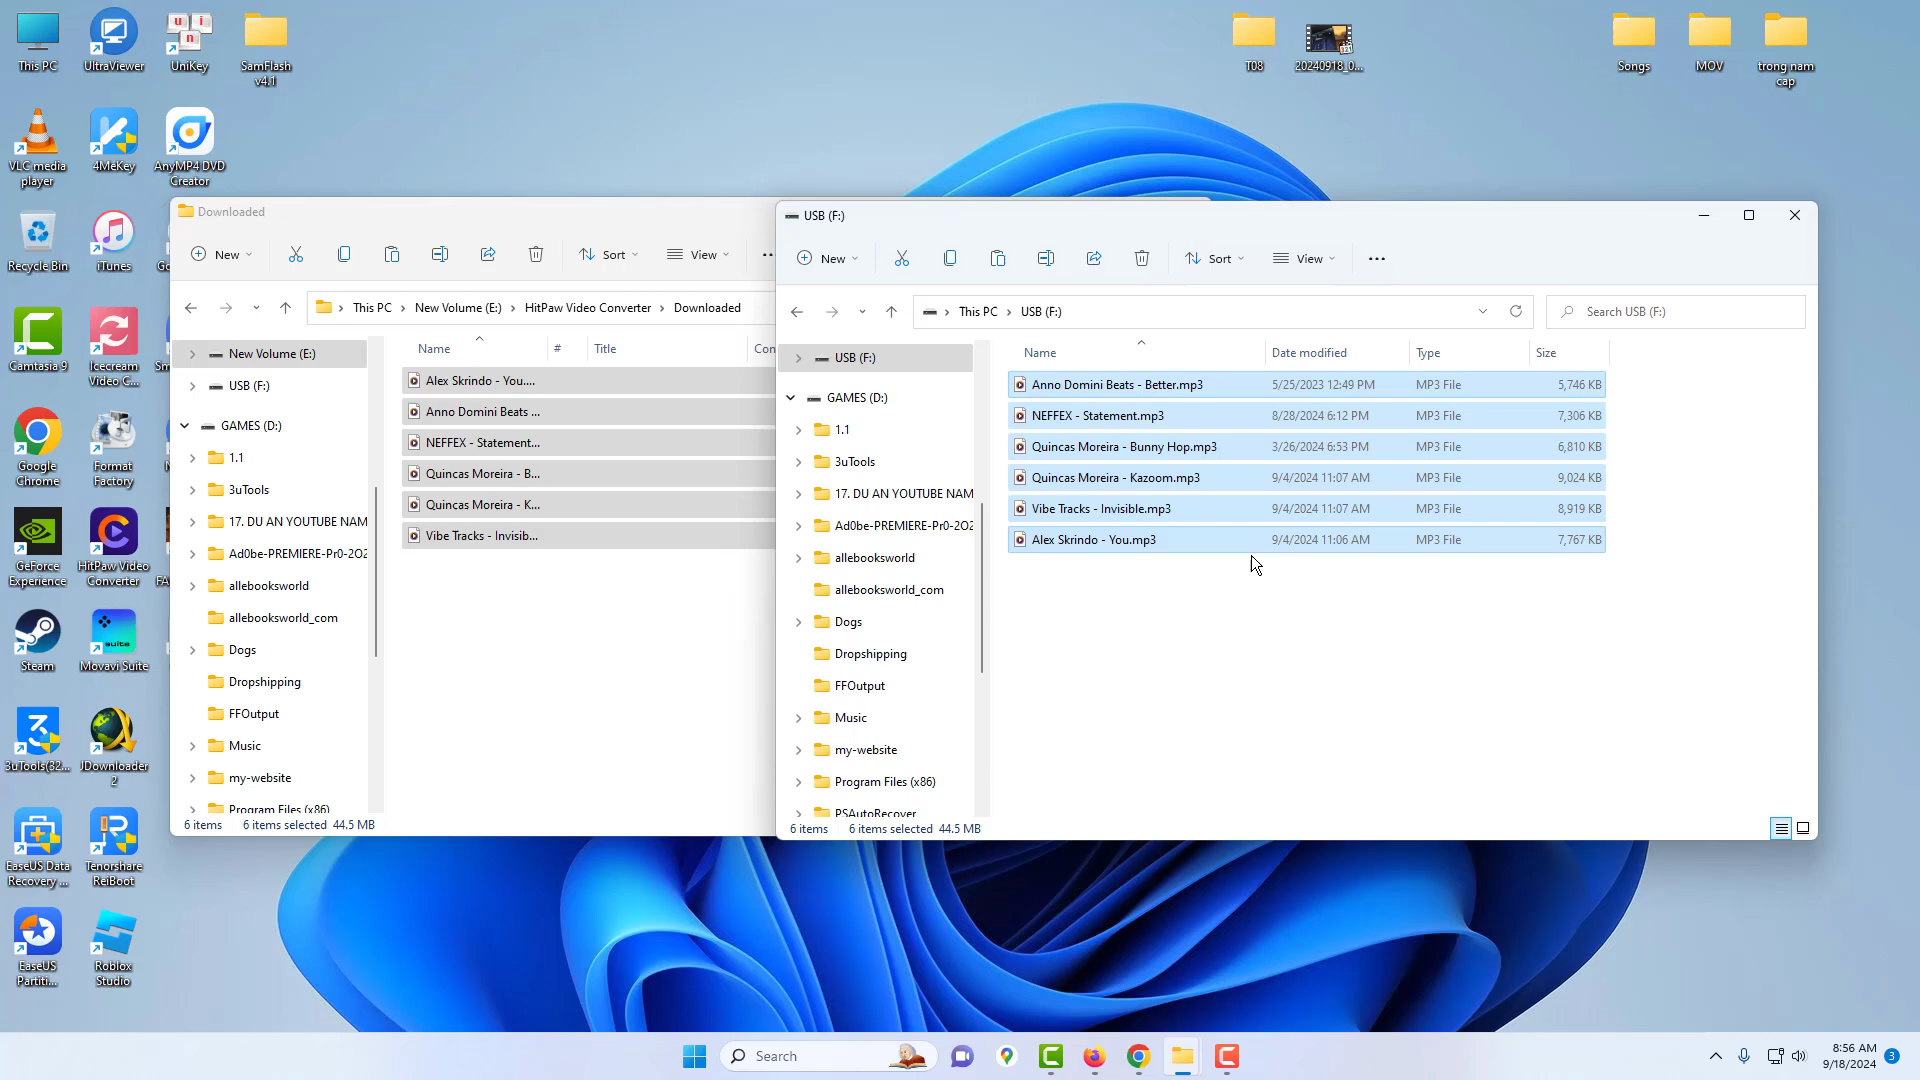 This PC
UltraViewer
UniKey
SamFlash
v4.1
T08
20240918_0...
Songs
MOV
trong nam
cap
VLC media
player
4MeKey
AnyMP4 DVD
Creator
Recycle Bin
iTunes
Camtasia 9
Icecream
Video C...
Google
Chrome
Format
Factory
GeForce
Experience
HitPaw Video
Converter
Steam
Movavi Suite
3uTools(32...
JDownloader
2
EaseUS Data
Recovery ...
Tenorshare
ReiBoot
EaseUS
Partiti...
Roblox
Studio
Downloaded
New
Sort
View
This PC
New Volume (E:)
HitPaw Video Converter
Downloaded
New Volume (E:)
USB (F:)
GAMES (D:)
1.1
3uTools
17. DU AN YOUTUBE NAM
Ad0be-PREMIERE-Pr0-2O2
allebooksworld
allebooksworld_com
Dogs
Dropshipping
FFOutput
Music
my-website
Program Files (x86)
Name
#
Title
Con
Alex Skrindo - You....
Anno Domini Beats ...
NEFFEX - Statement...
Quincas Moreira - B...
Quincas Moreira - K...
Vibe Tracks - Invisib...
6 items
6 items selected 44.5 MB
USB (F:)
New
Sort
View
This PC
USB (F:)
Search USB (F:)
USB (F:)
GAMES (D:)
1.1
3uTools
17. DU AN YOUTUBE NAM
Ad0be-PREMIERE-Pr0-2O2
allebooksworld
allebooksworld_com
Dogs
Dropshipping
FFOutput
Music
my-website
Program Files (x86)
PSAutoRecover
Name Date modified Type Size
Anno Domini Beats - Better.mp3 5/25/2023 12:49 PM MP3 File 5,746 KB
NEFFEX - Statement.mp3 8/28/2024 6:12 PM MP3 File 7,306 KB
Quincas Moreira - Bunny Hop.mp3 3/26/2024 6:53 PM MP3 File 6,810 KB
Quincas Moreira - Kazoom.mp3 9/4/2024 11:07 AM MP3 File 9,024 KB
Vibe Tracks - Invisible.mp3 9/4/2024 11:07 AM MP3 File 8,919 KB
Alex Skrindo - You.mp3 9/4/2024 11:06 AM MP3 File 7,767 KB
6 items
6 items selected 44.5 MB
Search
8:56 AM
9/18/2024
3